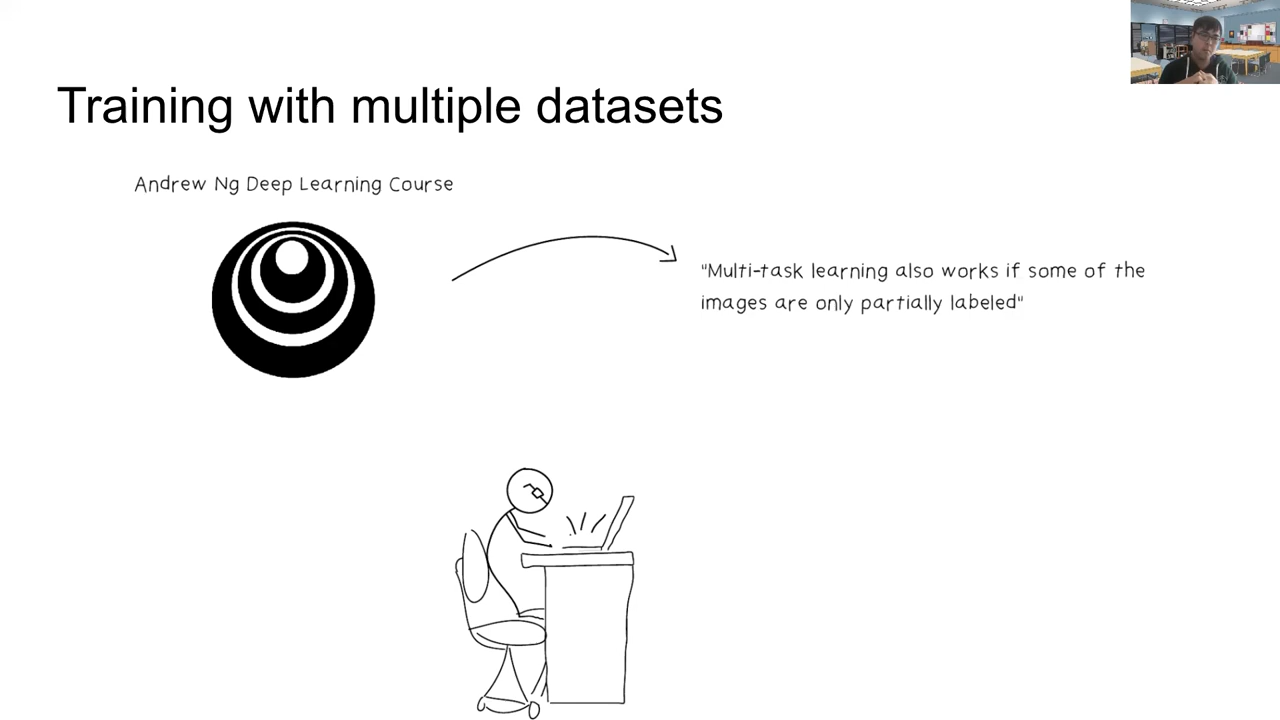 Training with multiple datasets
Andrew Ng Deep Learning Course
"Multi-task learning also works if some of the
images are only partially labeled"